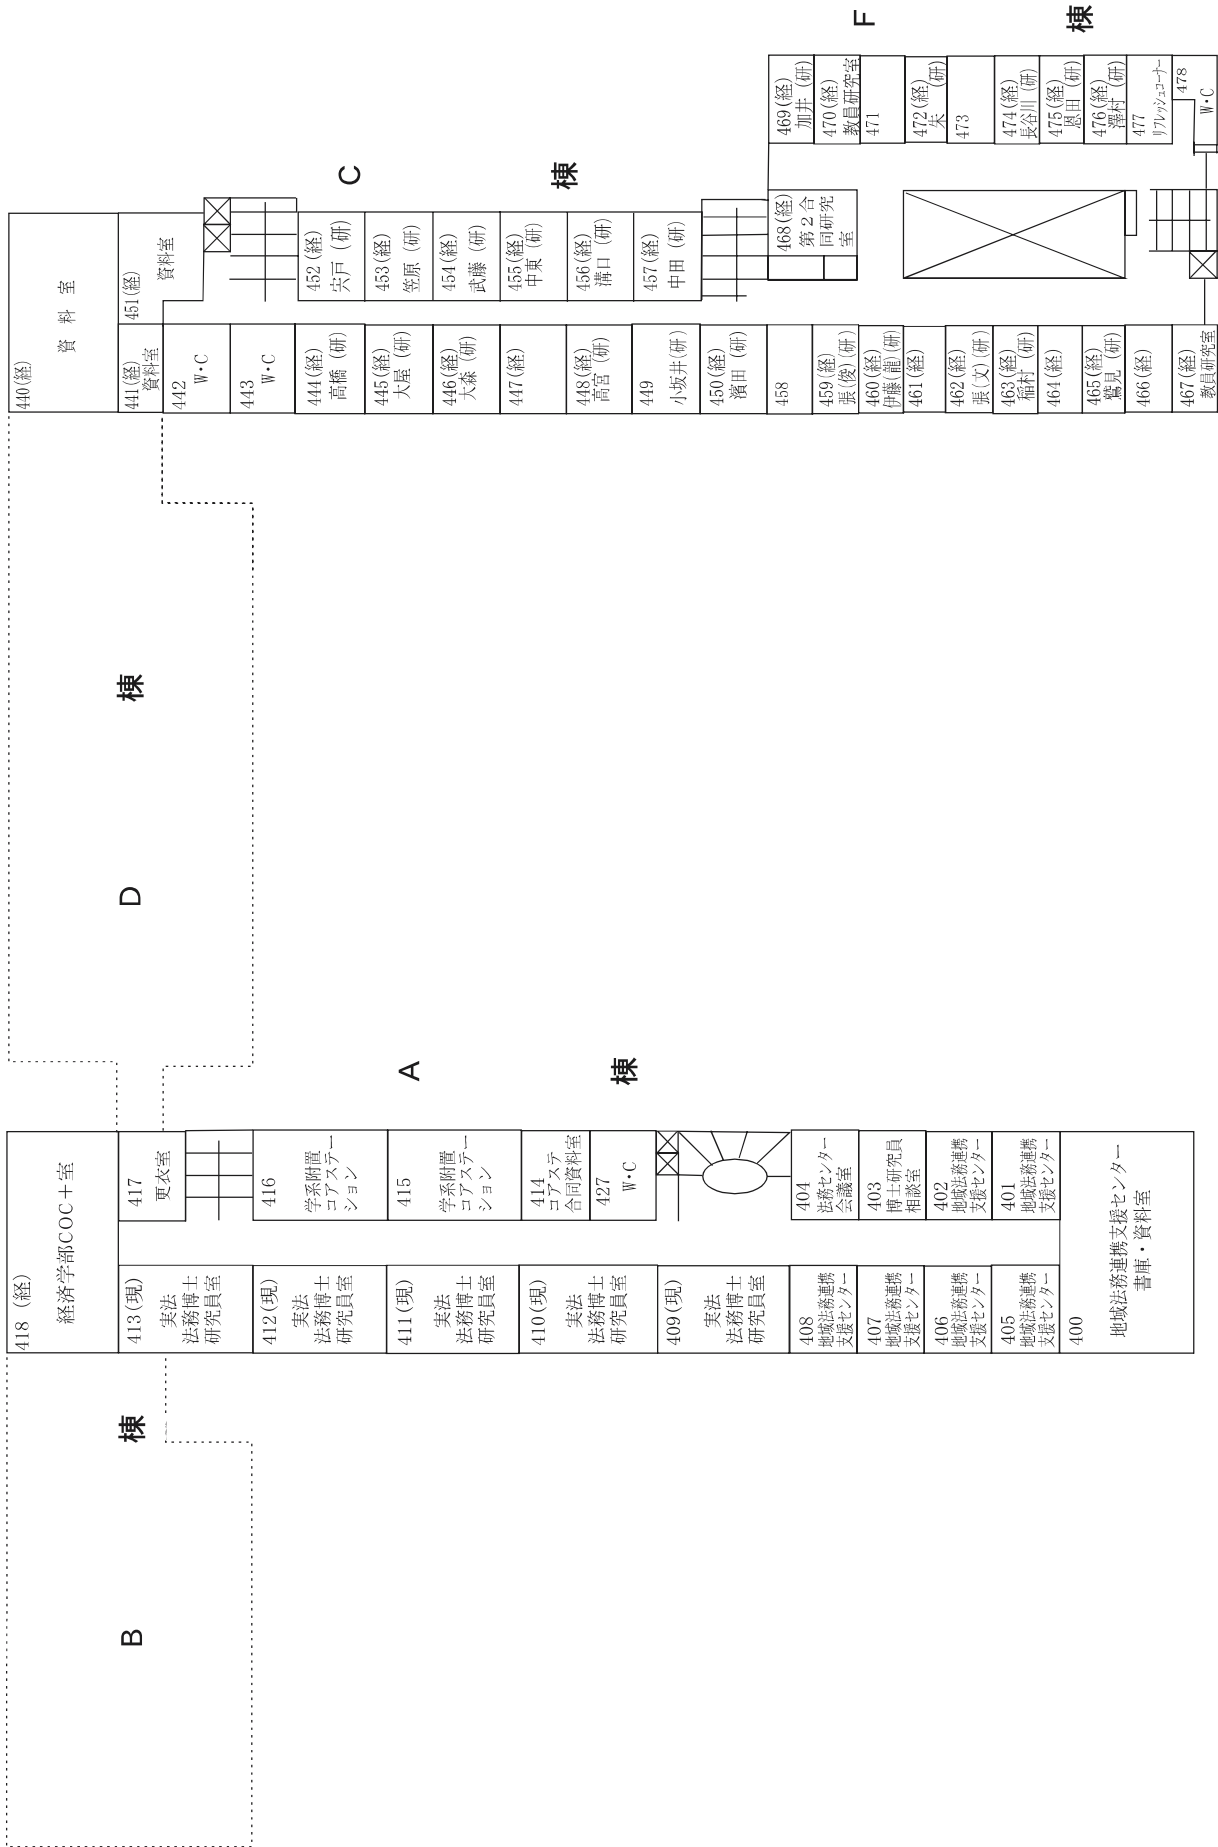 B
棟
418 (経)
経済学部COC＋室
413(現)
実法
法務博士
研究員室
412(現)
実法
法務博士
研究員室
411(現)
実法
法務博士
研究員室
410(現)
実法
法務博士
研究員室
409(現)
実法
法務博士
研究員室
408
地域法務連携
支援センター
407
地域法務連携
支援センター
406
地域法務連携
支援センター
405
地域法務連携
支援センター
400
地域法務連携支援センター
書庫・資料室
417
更衣室
416
学系附置
コアステー
ション
415
学系附置
コアステー
ション
414
コアステ
合同資料室
427
W・C
404
法務センター
会議室
403
博士研究員
相談室
402
地域法務連携
支援センター
401
地域法務連携
支援センター
A
棟
D
棟
440(経)
資料室
441(経)
資料室
442
W・C
443
W・C
444(経)
高橋 (研)
445(経)
大屋 (研)
446(経)
大森 (研)
447(経)
448(経)
高宮 (研)
449
小坂井(研)
450(経)
濱田 (研)
458
459(経)
張(俊)(研)
460(経)
伊藤(龍)(研)
461(経)
462(経)
張(文)(研)
463(経)
稲村 (研)
464(経)
465(経)
鷲見 (研)
466(経)
467(経)
教員研究室
451(経)
資料室
452(経)
宍戸 (研)
453(経)
笠原 (研)
454(経)
武藤 (研)
455(経)
中東 (研)
456(経)
溝口 (研)
457(経)
中田 (研)
468(経)
第2合
同研究
室
C
棟
469(経)
加井 (研)
470(経)
教員研究室
471
472(経)
朱 (研)
473
474(経)
長谷川 (研)
475(経)
恩田 (研)
476(経)
澤村 (研)
477
リフレッシュコーナー
478
W・C
F
棟